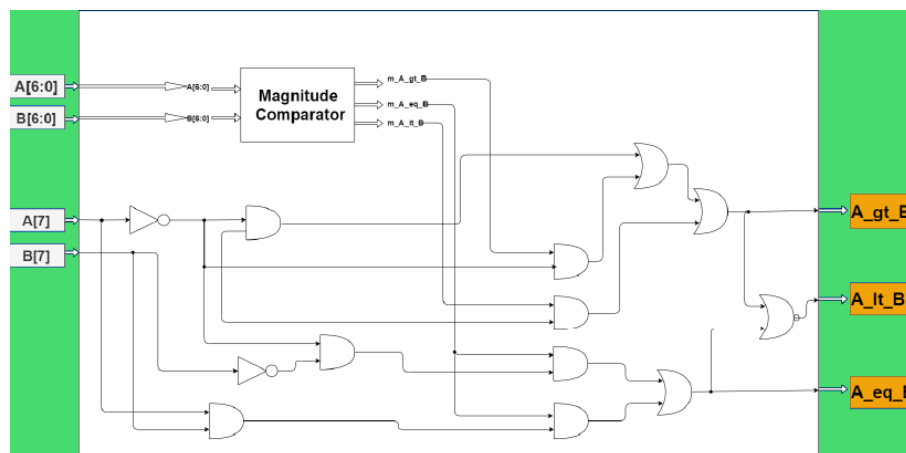 A[6:0]
B[6:0]
A[7]
B[7]
A[6:0]
B[6:0]
Magnitude
Comparator
m_A_gt_B
m_A_eq_B
m_A_lt_B
A_gt_B
A_lt_B
A_eq_B